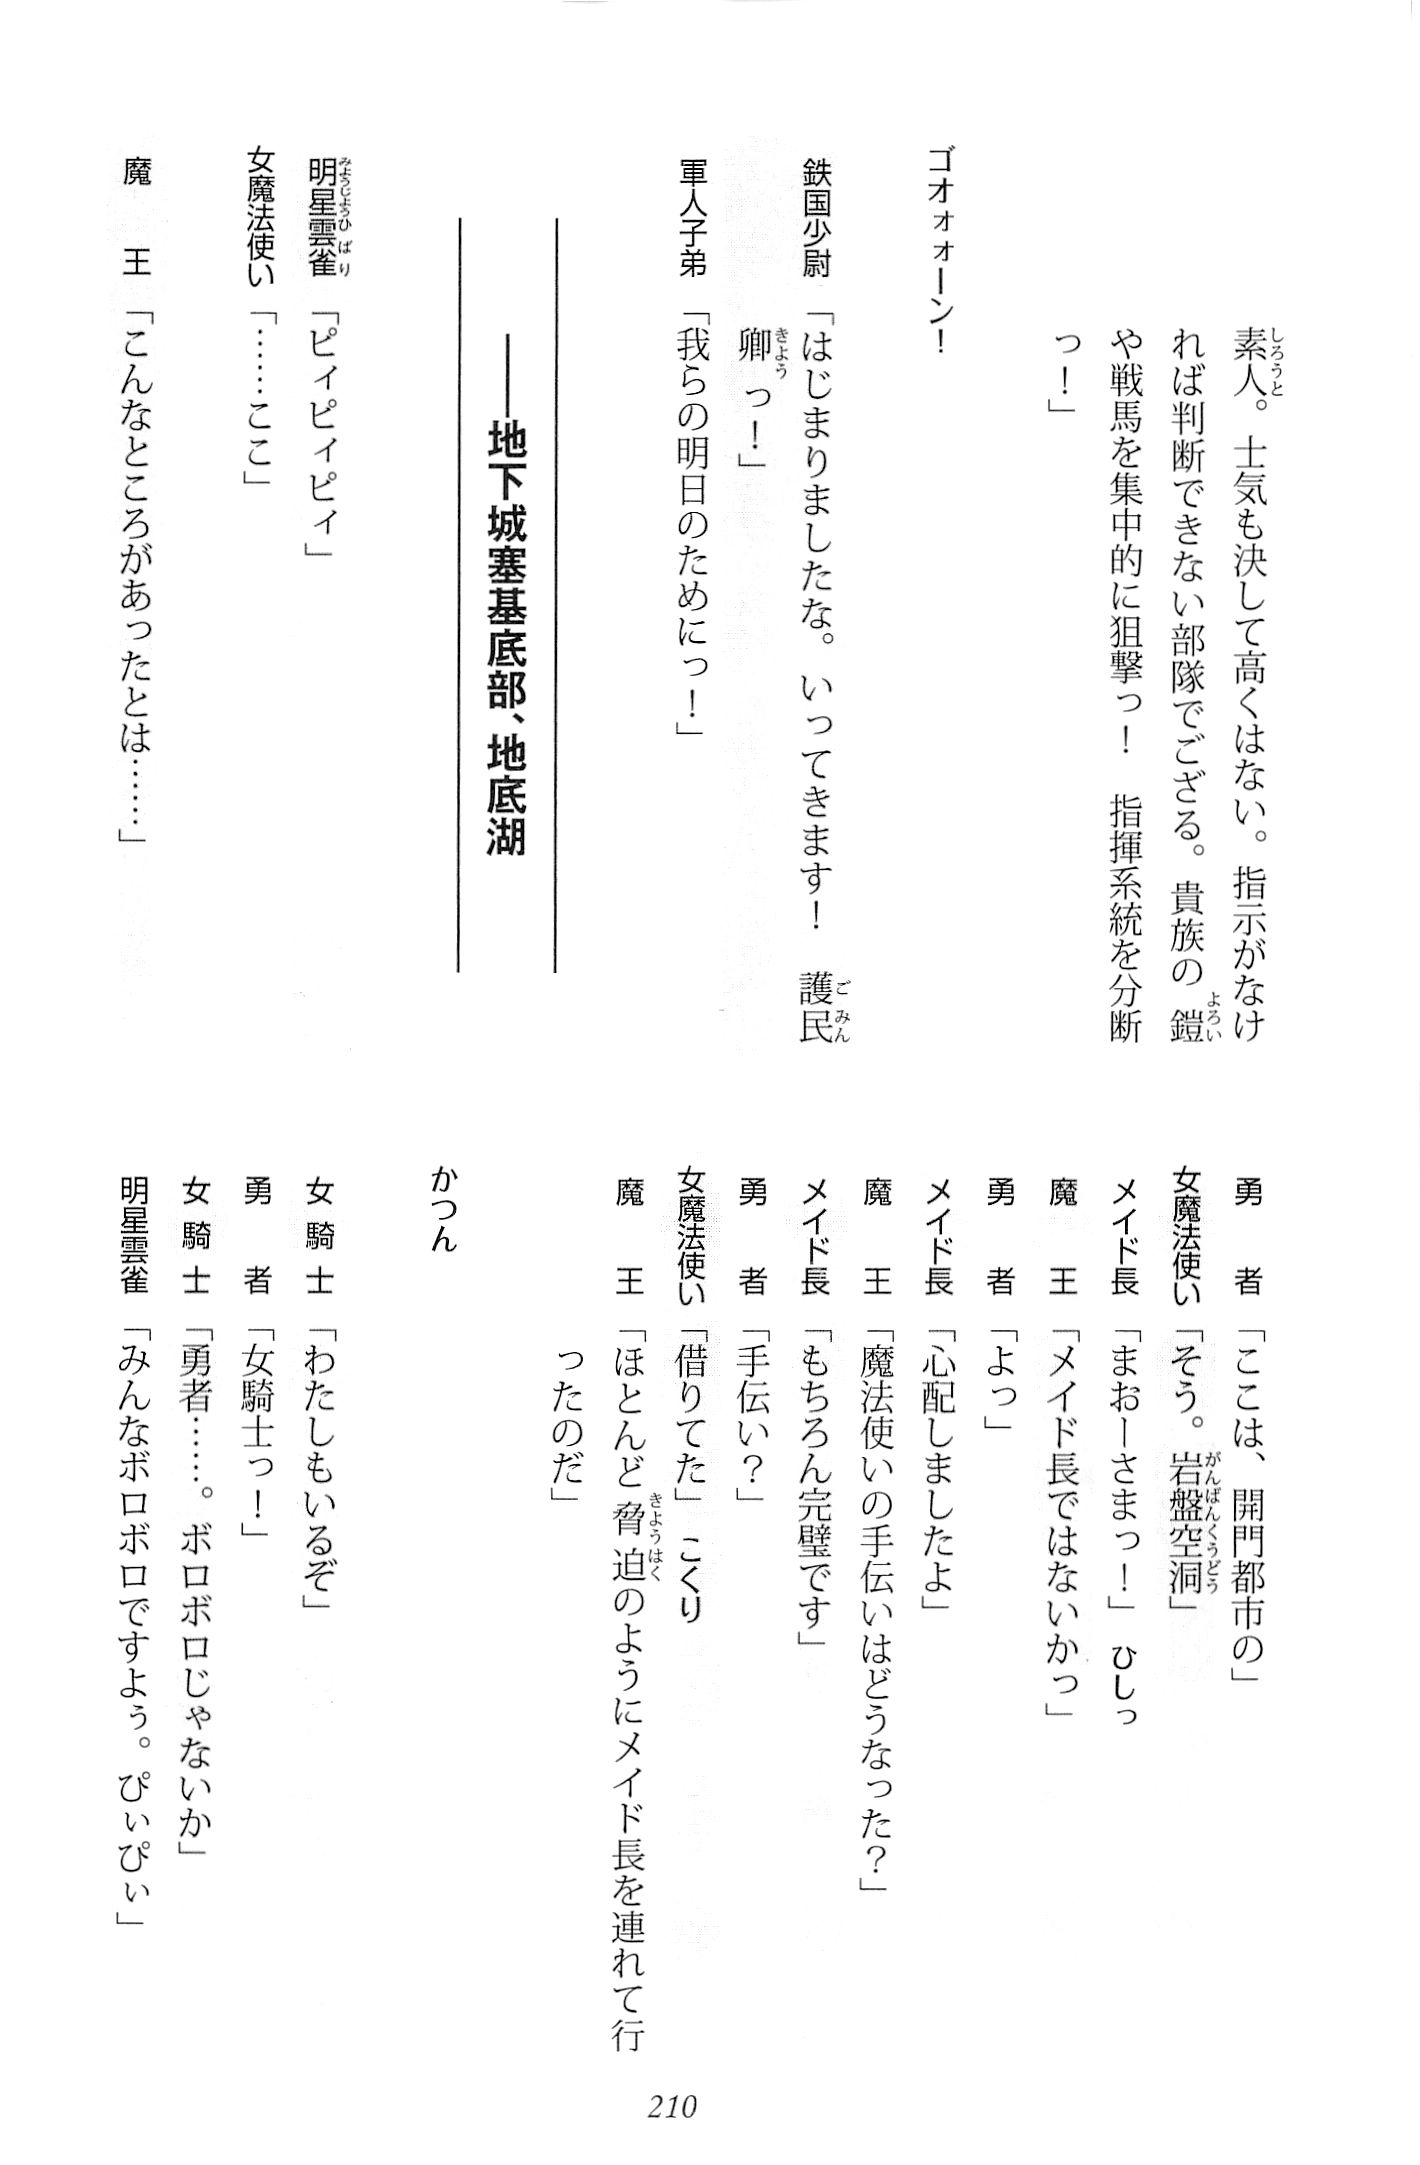 素人。士気も決して高くはない。指示がなけ
れば判断できない部隊でござる。貴族の鎧
や戦馬を集中的に狙撃っ！　指揮系統を分断
っ！」
ゴオォォーン！
鉄国少尉「はじまりましたな。いってきます！　護民
卿っ！」
軍人子弟「我らの明日のためにっ！」
――地下城塞基底部、地底湖
明星雲雀「ピィピィピィ」
女魔法使い「……ここ」
魔　王「こんなところがあったとは……」
勇　者「ここは、開門都市の」
女魔法使い「そう。岩盤空洞」
メイド長「まおーさまっ！」ひしっ
魔　王「メイド長ではないかっ」
勇　者「よっ」
メイド長「心配しましたよ」
魔　王「魔法使いの手伝いはどうなった？」
メイド長「もちろん完璧です」
勇　者「手伝い？」
女魔法使い「借りてた」こくり
魔　王「ほとんど脅迫のようにメイド長を連れて行
ったのだ」
かつん
女騎士「わたしもいるぞ」
勇　者「女騎士っ！」
女騎士「勇者……。ボロボロじゃないか」
明星雲雀「みんなボロボロですよぅ。ぴぃぴぃ」
210